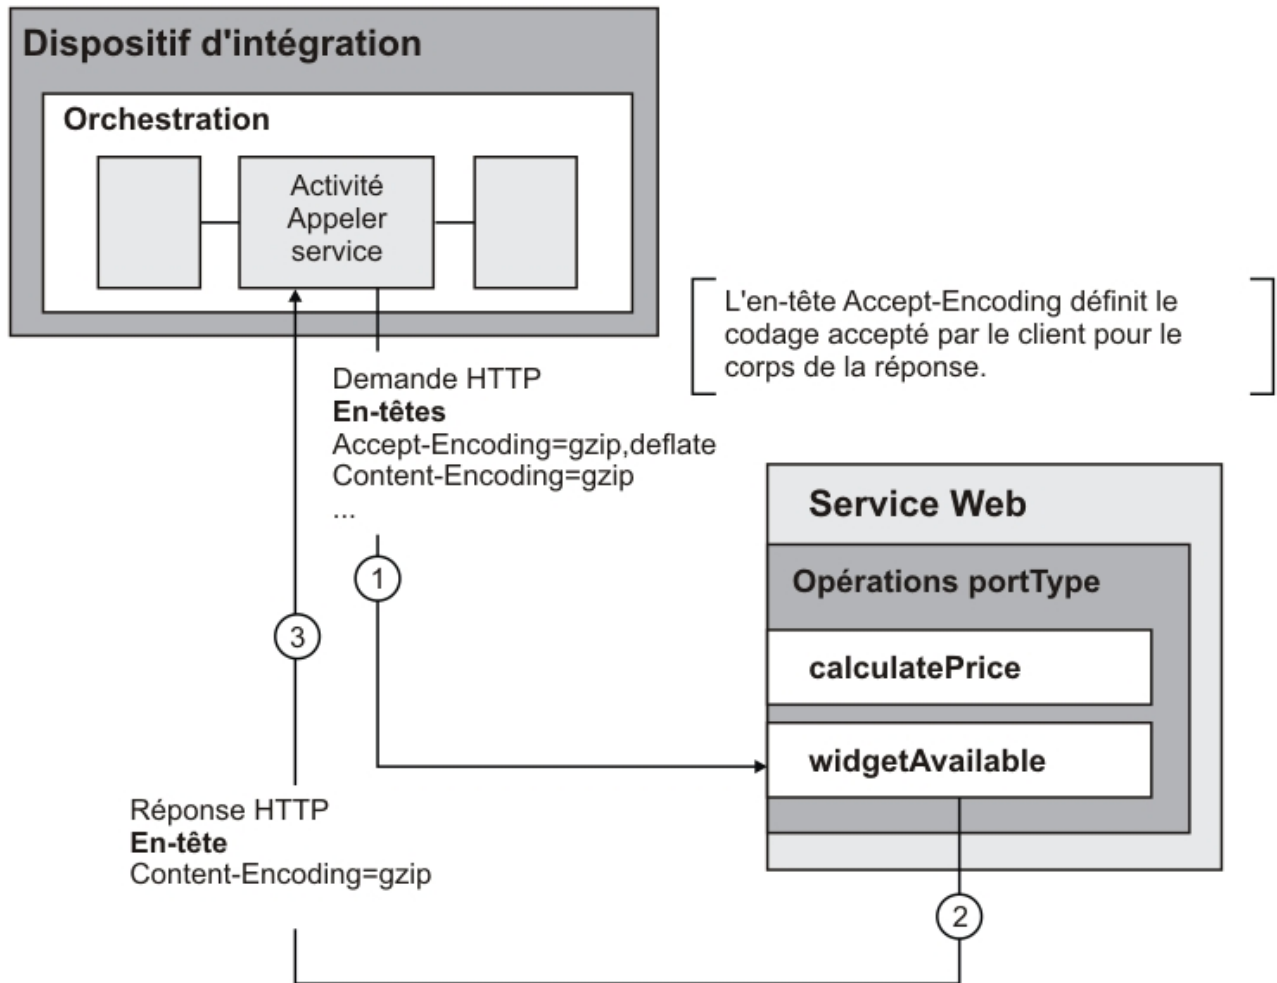 Dispositif d'intégration
Orchestration
Activité
Appeler
service
L'en-tête Accept-Encoding définit le
codage accepté par le client pour le
corps de la réponse.
Demande HTTP
En-têtes
Accept-Encoding=gzip,deflate
Content-Encoding=gzip
...
1
Service Web
Opérations portType
calculatePrice
widgetAvailable
3
Réponse HTTP
En-tête
Content-Encoding=gzip
2